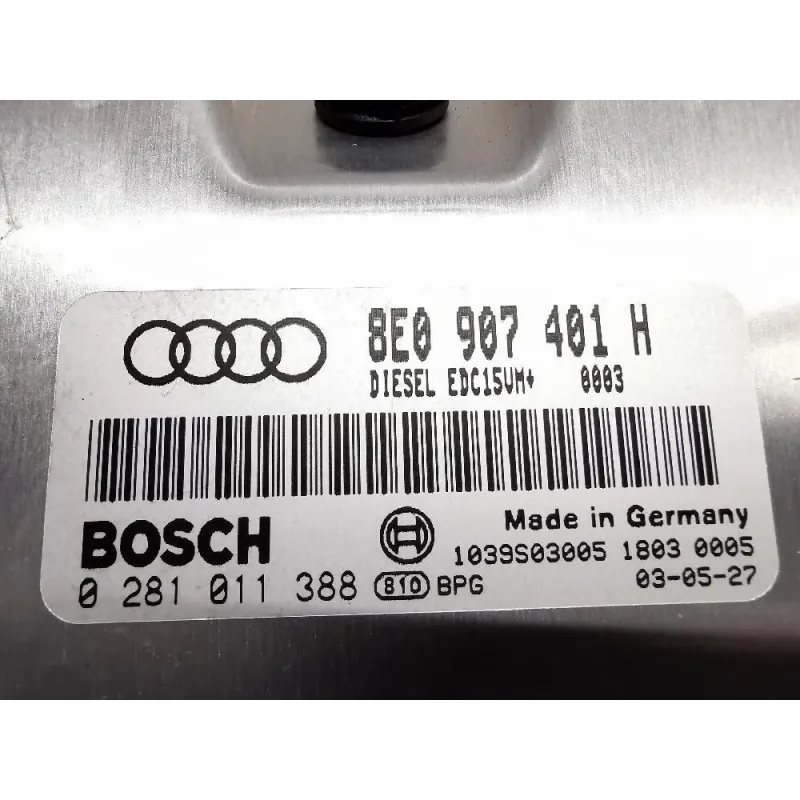 8E0 907 401 H
DIESEL EDC15VM+ 0003
BOSCH
Made in Germany
1039S03005 1803 0005
0 281 011 388 810 BPG 03-05-27